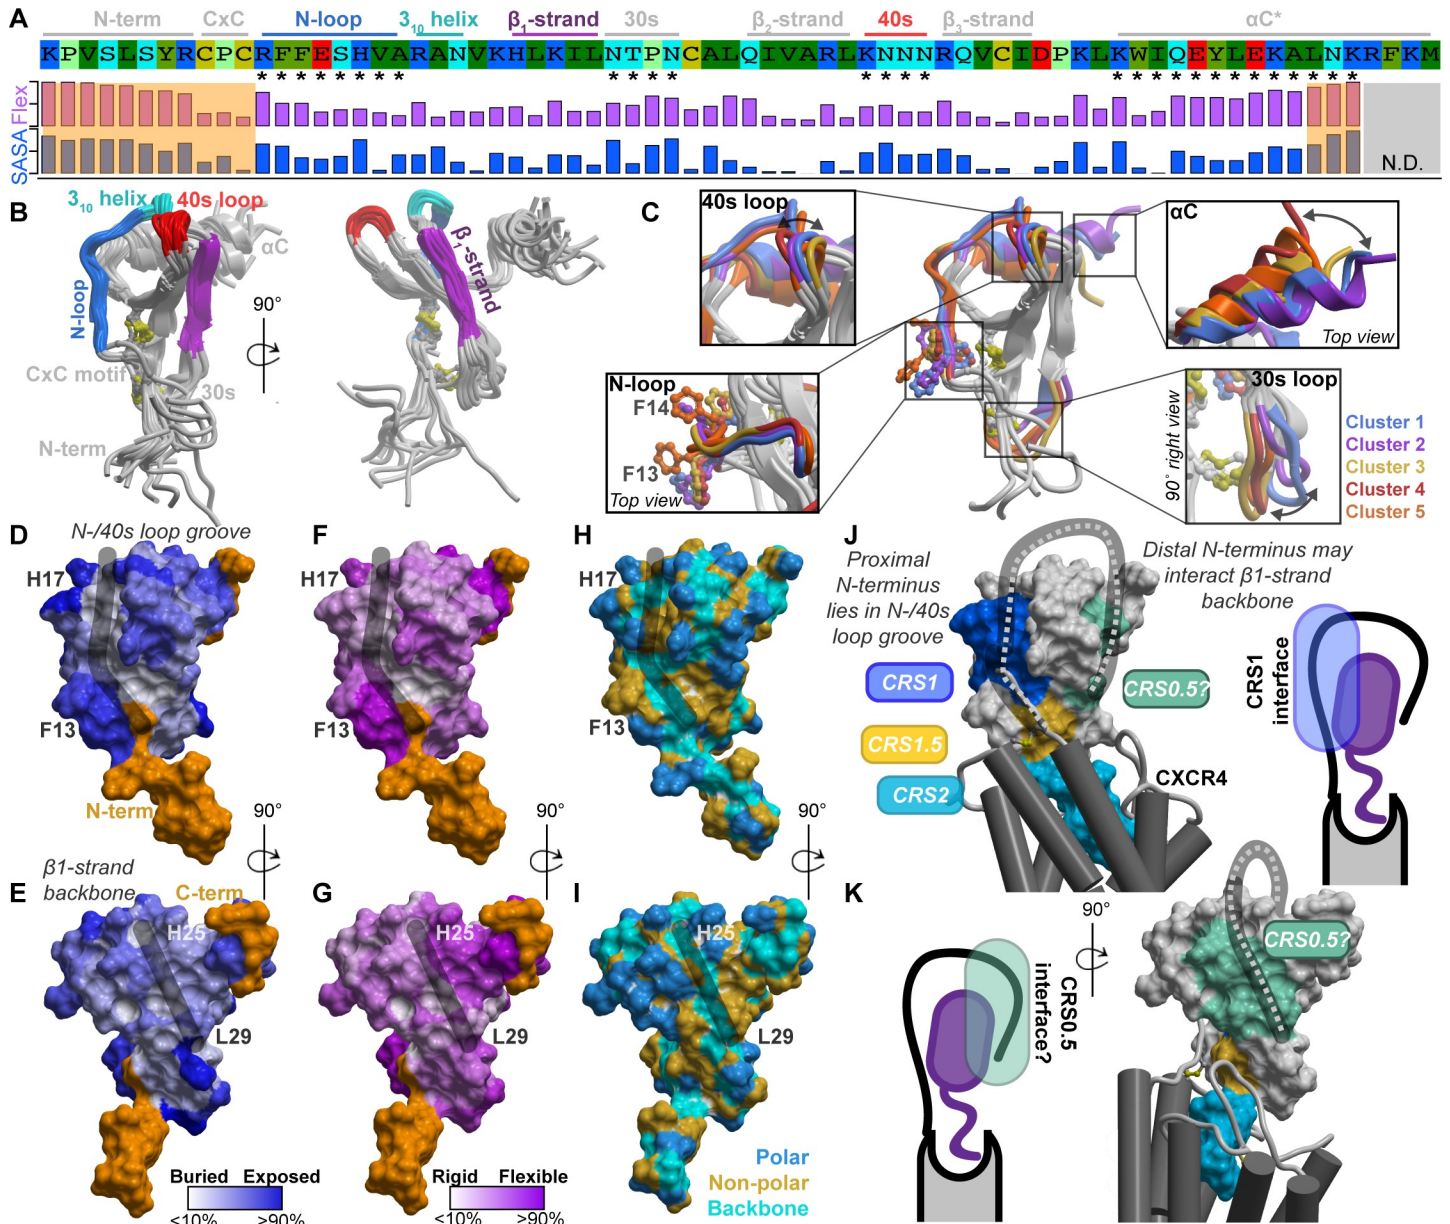 A
N-term CxC N-loop 3₁₀ helix β₁-strand 30s β₂-strand 40s β₃-strand αC*
KPVSLSYRCPCRFFESHVARANVKHLKILNTPNCALQIVARLKNNNRQVCIDPKLKWIQEYLEKALNKRFKM
* * * * * * * * * * * * * * * * * * * * * * * * * * * * *
Flex
SASA
N.D.
B
3₁₀ helix
40s loop
αC
N-loop
β₁-strand
90°
CxC motif
30s
N-term
C
40s loop
αC
Top view
N-loop
F14
F13
Top view
30s loop
90° right view
Cluster 1
Cluster 2
Cluster 3
Cluster 4
Cluster 5
D
N-/40s loop groove
H17
F13
N-term
90°
F
H17
F13
90°
H
H17
F13
90°
J
Proximal
N-terminus
lies in N-/40s
loop groove
Distal N-terminus may
interact β1-strand
backbone
CRS1
CRS0.5?
CRS1.5
CRS2
CXCR4
CRS1
interface
E
β1-strand
backbone
C-term
H25
L29
Buried Exposed
<10% >90%
G
H25
L29
Rigid Flexible
<10% >90%
I
H25
L29
Polar
Non-polar
Backbone
K
90°
CRS0.5?
CRS0.5
interface?